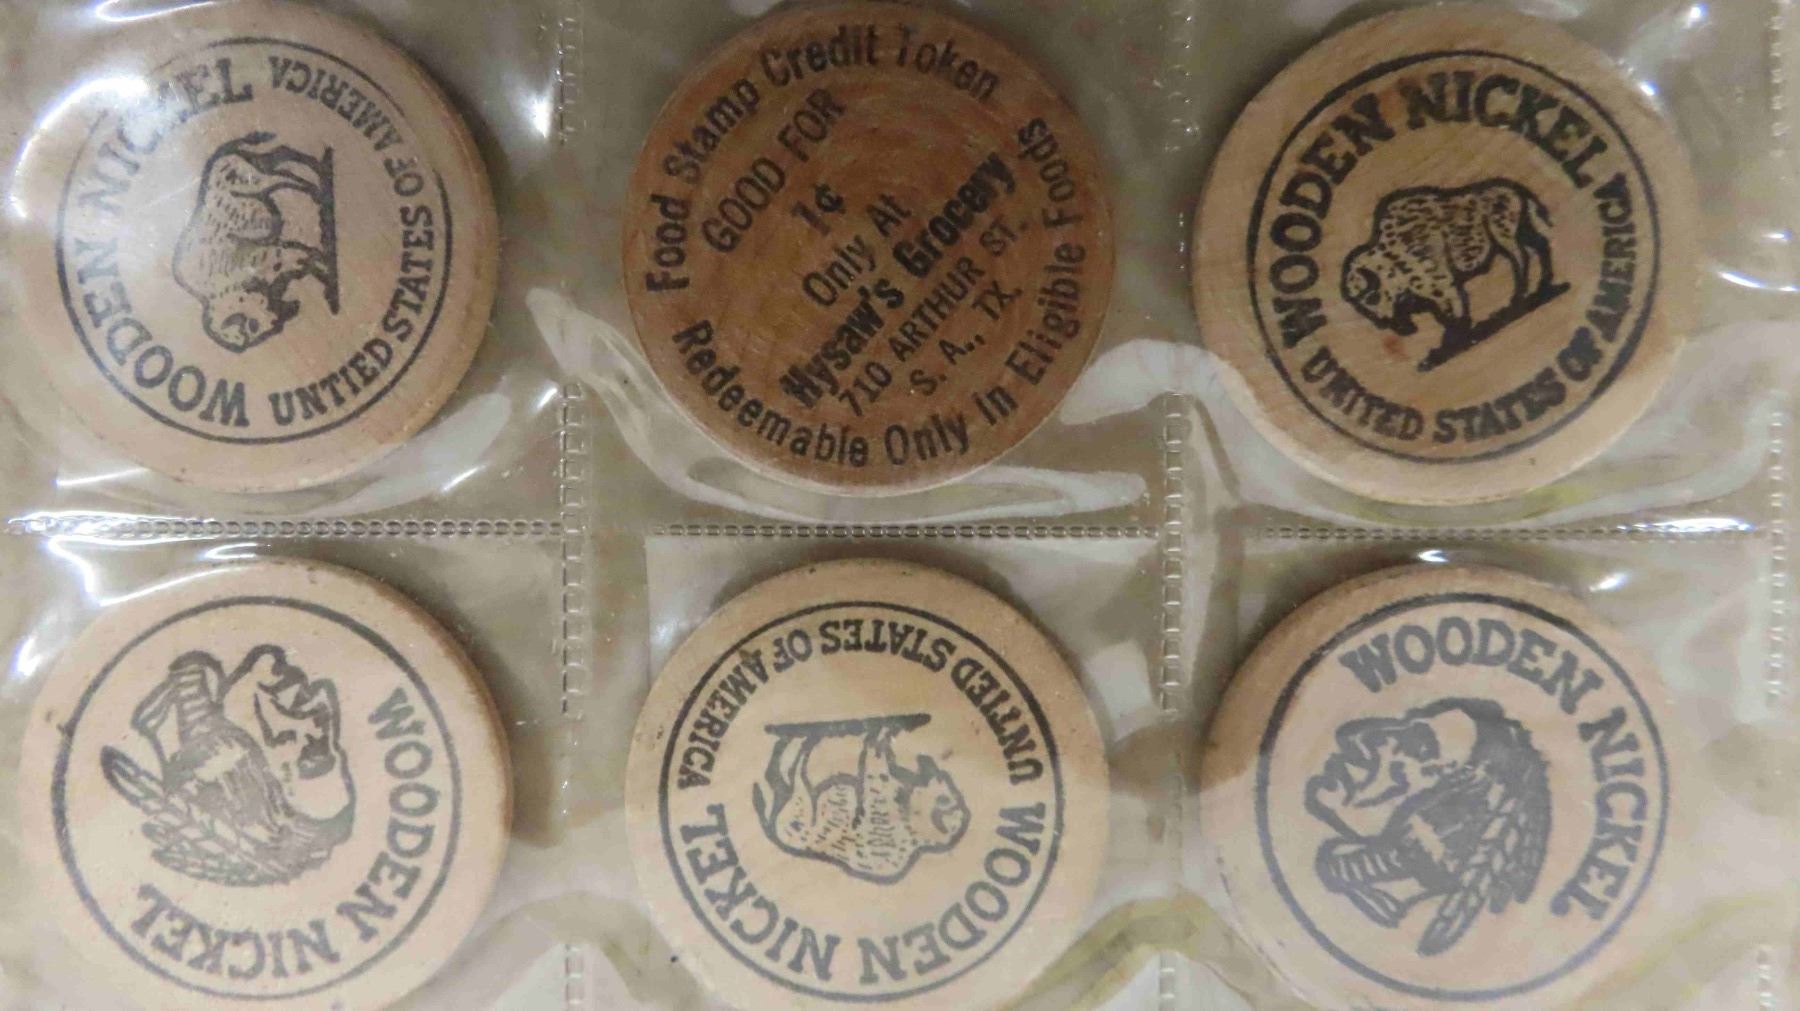 WOODEN NICKEL
UNTIED STATES OF AMERICA
Food Stamp Credit Token
GOOD FOR
1¢
Only At
Hysaw's Grocery
710 ARTHUR ST.
S. A., TX.
Redeemable Only in Eligible Foods
WOODEN NICKEL
UNITED STATES OF AMERICA
WOODEN NICKEL
WOODEN NICKEL
UNTIED STATES OF AMERICA
WOODEN NICKEL